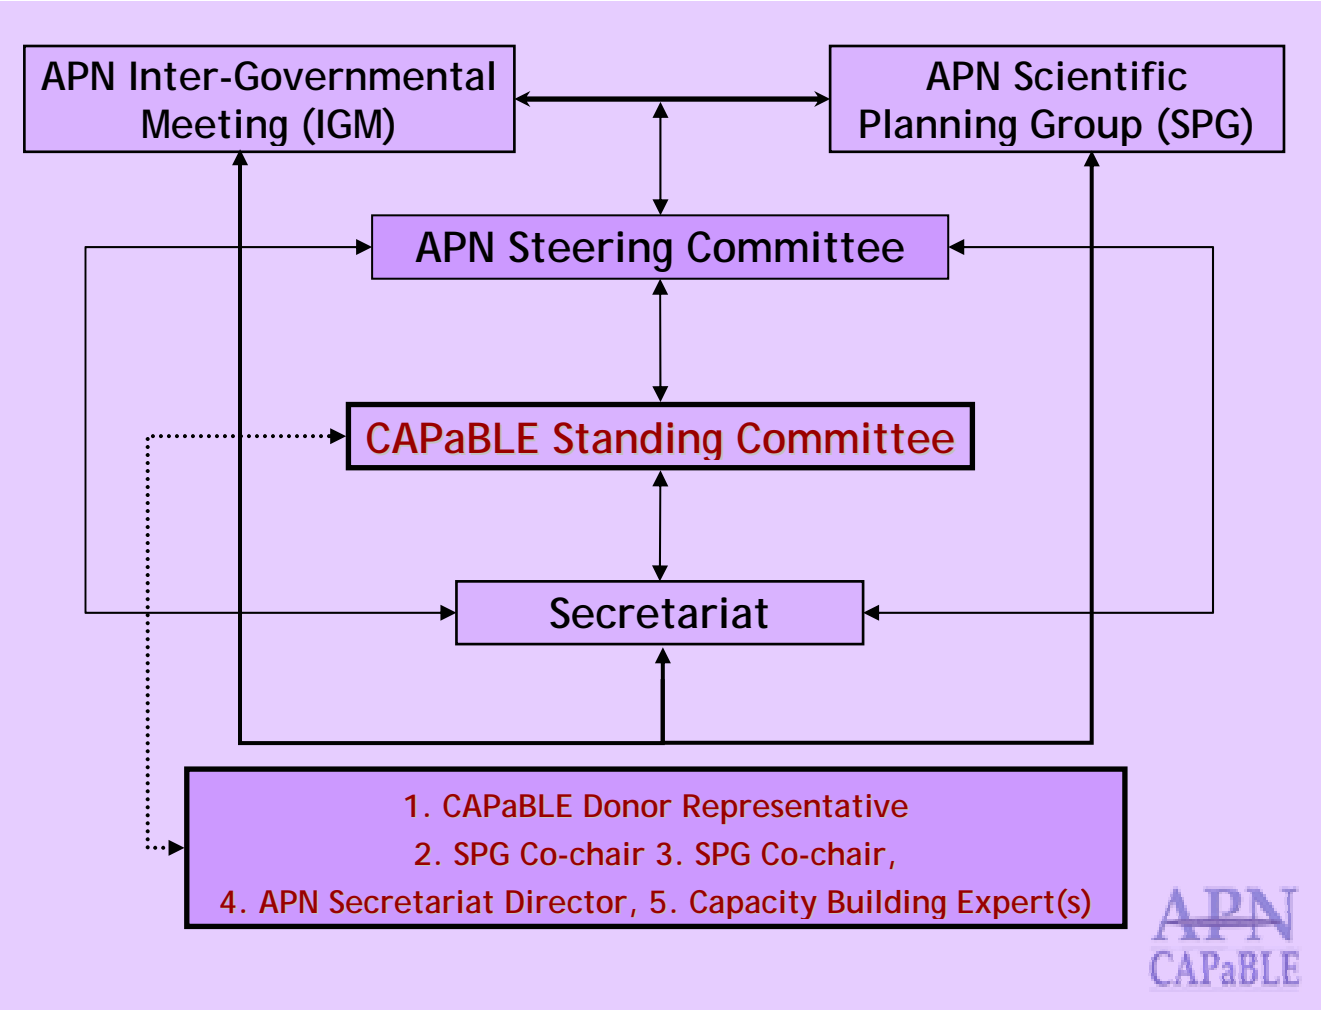 APN Inter-Governmental
Meeting (IGM)
APN Scientific
Planning Group (SPG)
APN Steering Committee
CAPaBLE Standing Committee
Secretariat
1. CAPaBLE Donor Representative
2. SPG Co-chair 3. SPG Co-chair,
4. APN Secretariat Director, 5. Capacity Building Expert(s)
APN
CAPaBLE